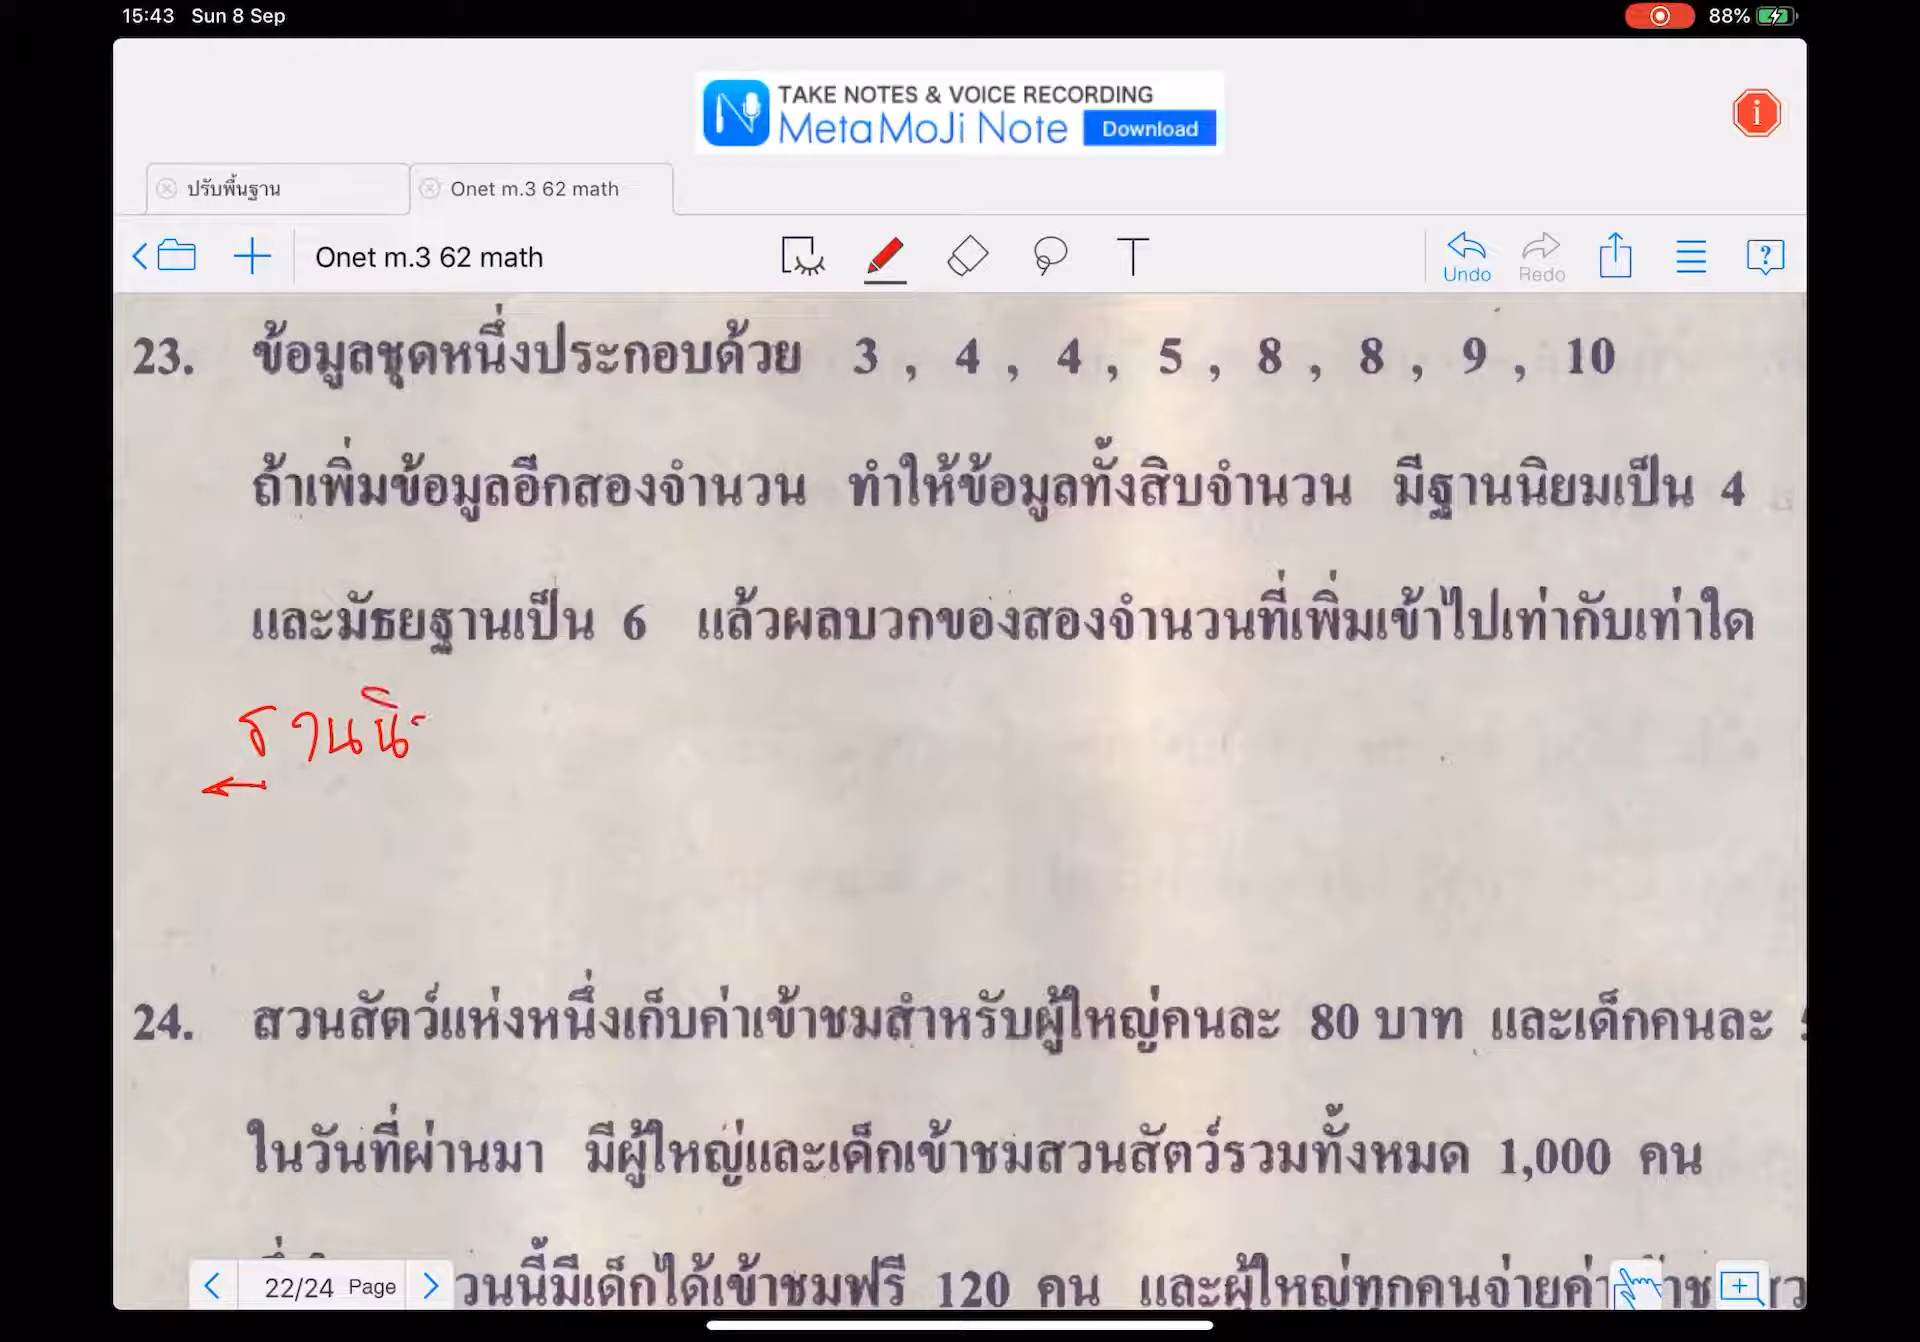 15:43 Sun 8 Sep
88%
TAKE NOTES & VOICE RECORDING
MetaMoJi Note
Download
ปรับพื้นฐาน
Onet m.3 62 math
Onet m.3 62 math
Undo
Redo
23. ข้อมูลชุดหนึ่งประกอบด้วย 3 , 4 , 4 , 5 , 8 , 8 , 9 , 10
ถ้าเพิ่มข้อมูลอีกสองจำนวน ทำให้ข้อมูลทั้งสิบจำนวน มีฐานนิยมเป็น 4
และมัธยฐานเป็น 6 แล้วผลบวกของสองจำนวนที่เพิ่มเข้าไปเท่ากับเท่าใด
24. สวนสัตว์แห่งหนึ่งเก็บค่าเข้าชมสำหรับผู้ใหญ่คนละ 80 บาท และเด็กคนละ
ในวันที่ผ่านมา มีผู้ใหญ่และเด็กเข้าชมสวนสัตว์รวมทั้งหมด 1,000 คน
วนนี้มีเด็กได้เข้าชมฟรี 120 คน และผู้ใหญ่ทุกคนจ่ายค่า
22/24 Page